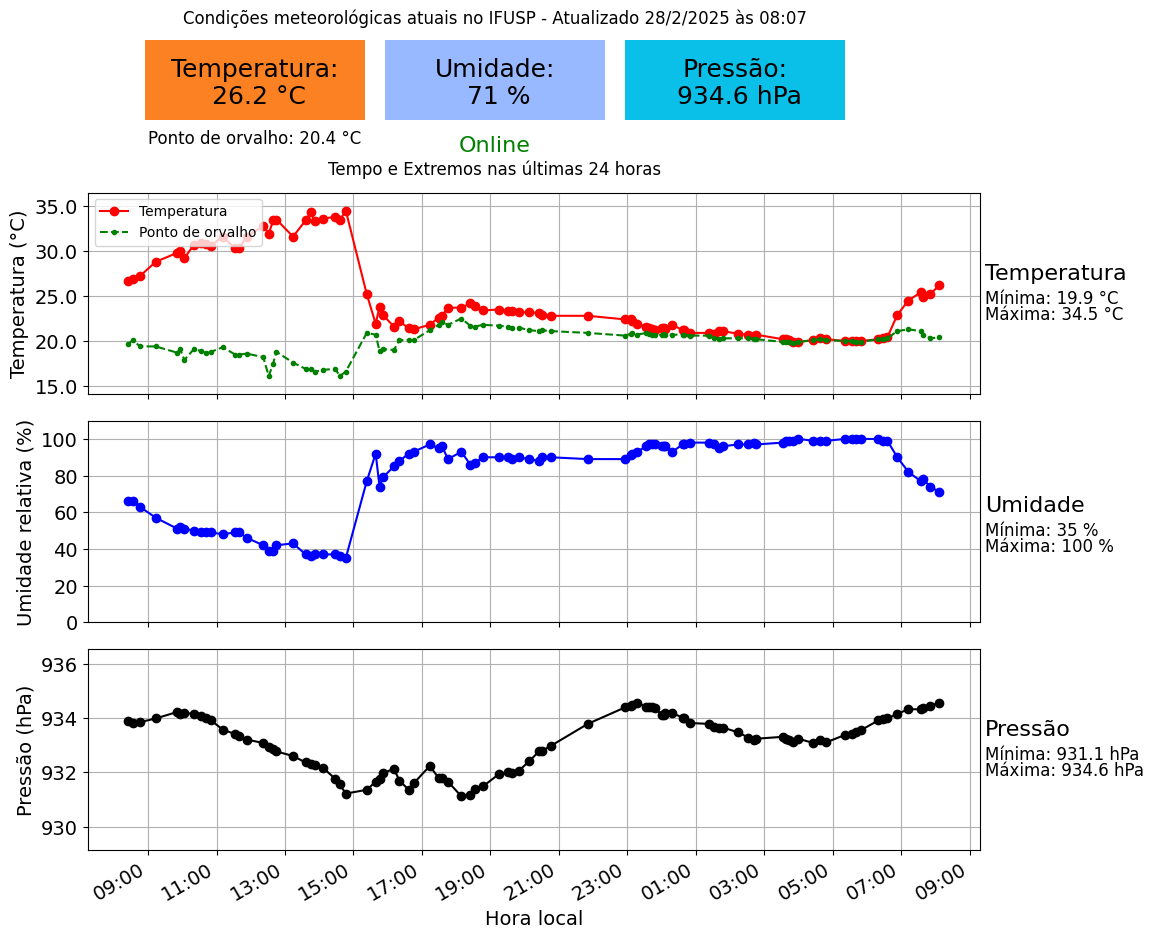 Condições meteorológicas atuais no IFUSP - Atualizado 28/2/2025 às 08:07
Temperatura:
26.2 °C
Umidade:
71 %
Pressão:
934.6 hPa
Ponto de orvalho: 20.4 °C
Online
Tempo e Extremos nas últimas 24 horas
Temperatura (°C)
35.0
30.0
25.0
20.0
15.0
Temperatura
Ponto de orvalho
Temperatura
Mínima: 19.9 °C
Máxima: 34.5 °C
Umidade relativa (%)
100
80
60
40
20
0
Umidade
Mínima: 35 %
Máxima: 100 %
Pressão (hPa)
936
934
932
930
Pressão
Mínima: 931.1 hPa
Máxima: 934.6 hPa
09:00 11:00 13:00 15:00 17:00 19:00 21:00 23:00 01:00 03:00 05:00 07:00 09:00
Hora local